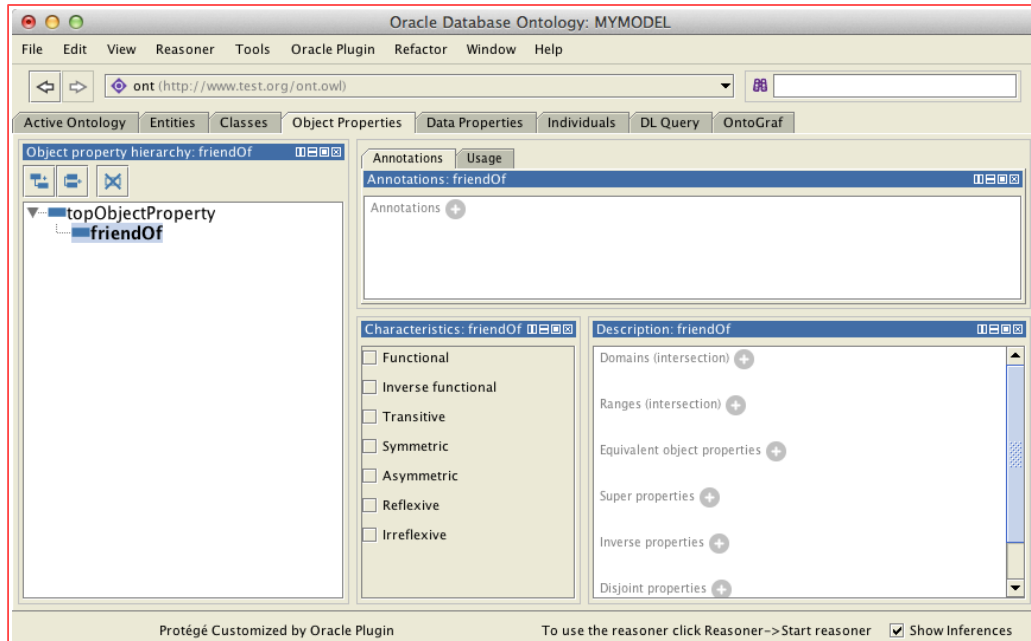 Oracle Database Ontology: MYMODEL
File Edit View Reasoner Tools Oracle Plugin Refactor Window Help
ont (http://www.test.org/ont.owl)
Active Ontology Entities Classes Object Properties Data Properties Individuals DL Query OntoGraf
Object property hierarchy: friendOf
topObjectProperty
friendOf
Annotations Usage
Annotations: friendOf
Annotations
Characteristics: friendOf
Functional
Inverse functional
Transitive
Symmetric
Asymmetric
Reflexive
Irreflexive
Description: friendOf
Domains (intersection)
Ranges (intersection)
Equivalent object properties
Super properties
Inverse properties
Disjoint properties
Protégé Customized by Oracle Plugin
To use the reasoner click Reasoner->Start reasoner
Show Inferences